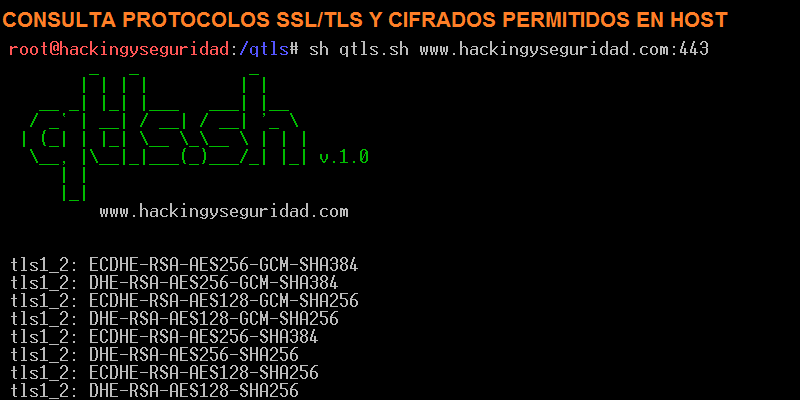 CONSULTA PROTOCOLOS SSL/TLS Y CIFRADOS PERMITIDOS EN HOST
root@hackingyseguridad:/qtls# sh qtls.sh www.hackingyseguridad.com:443
qtls.sh v.1.0
www.hackingyseguridad.com
tls1_2: ECDHE-RSA-AES256-GCM-SHA384
tls1_2: DHE-RSA-AES256-GCM-SHA384
tls1_2: ECDHE-RSA-AES128-GCM-SHA256
tls1_2: DHE-RSA-AES128-GCM-SHA256
tls1_2: ECDHE-RSA-AES256-SHA384
tls1_2: DHE-RSA-AES256-SHA256
tls1_2: ECDHE-RSA-AES128-SHA256
tls1_2: DHE-RSA-AES128-SHA256